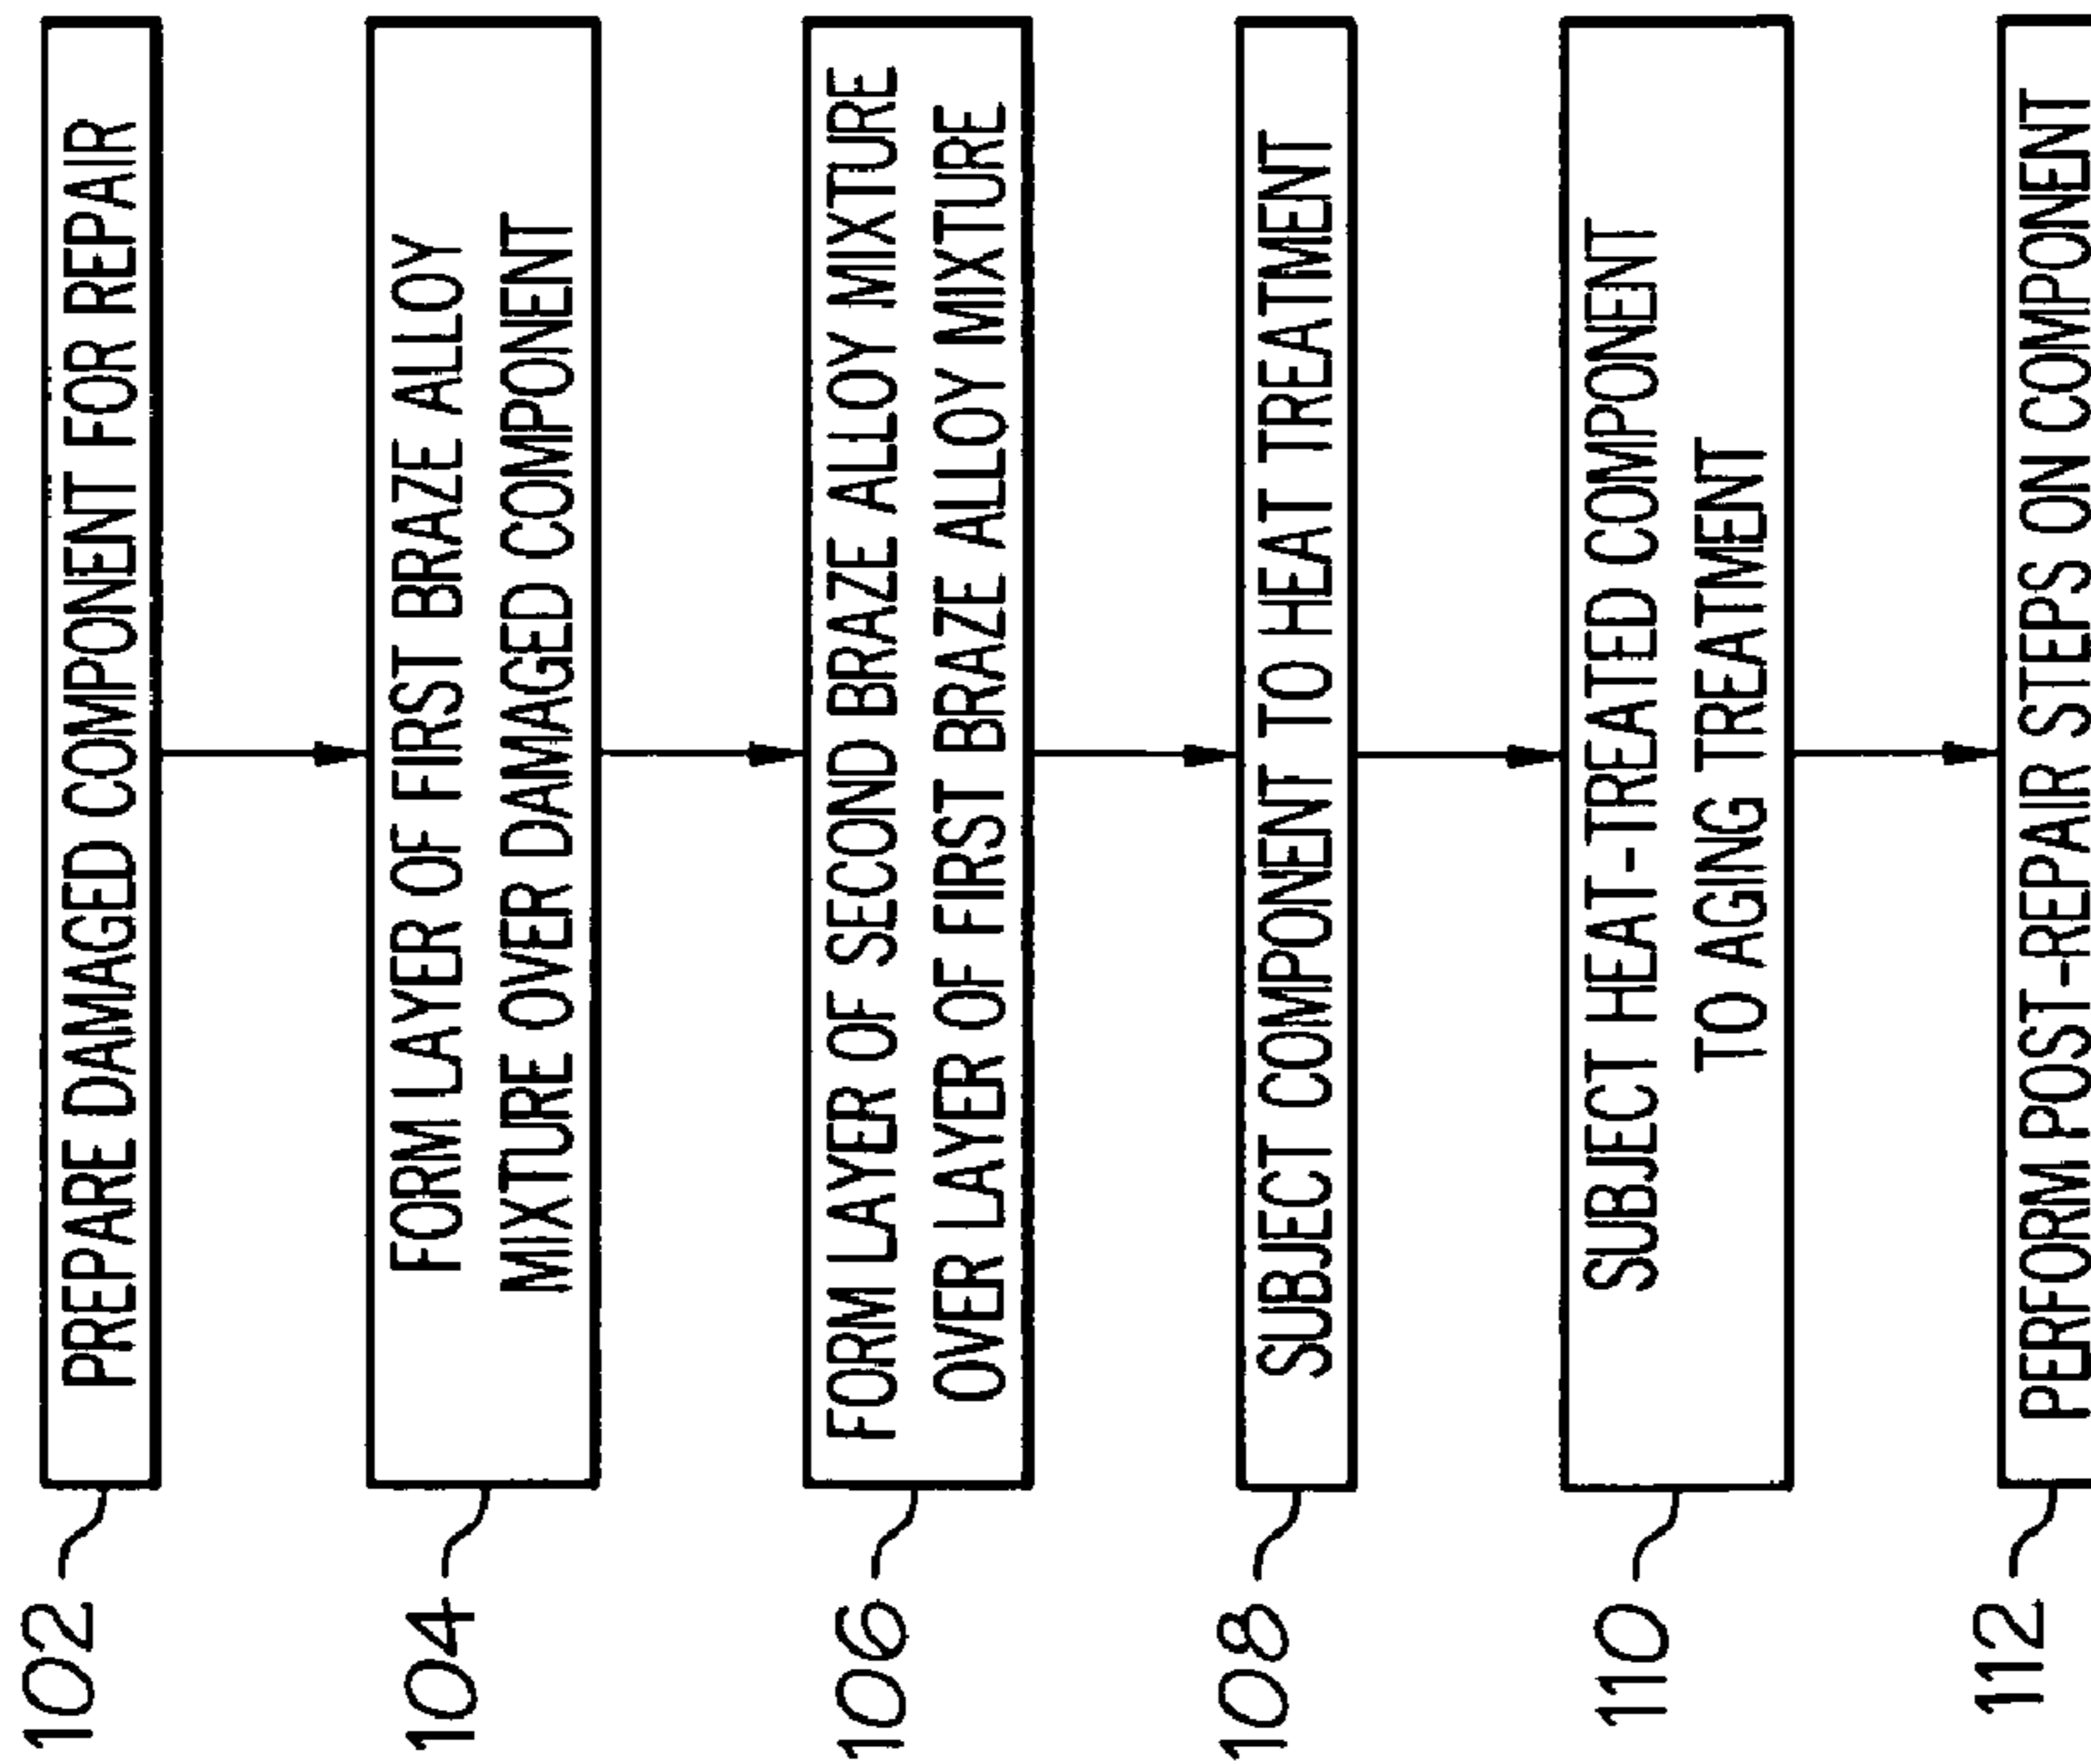 102
PREPARE DAMAGED COMPONENT FOR REPAIR
104
FORM LAYER OF FIRST BRAZE ALLOY
MIXTURE OVER DAMAGED COMPONENT
106
FORM LAYER OF SECOND BRAZE ALLOY MIXTURE
OVER LAYER OF FIRST BRAZE ALLOY MIXTURE
108
SUBJECT COMPONENT TO HEAT TREATMENT
110
SUBJECT HEAT-TREATED COMPONENT
TO AGING TREATMENT
112
PERFORM POST-REPAIR STEPS ON COMPONENT